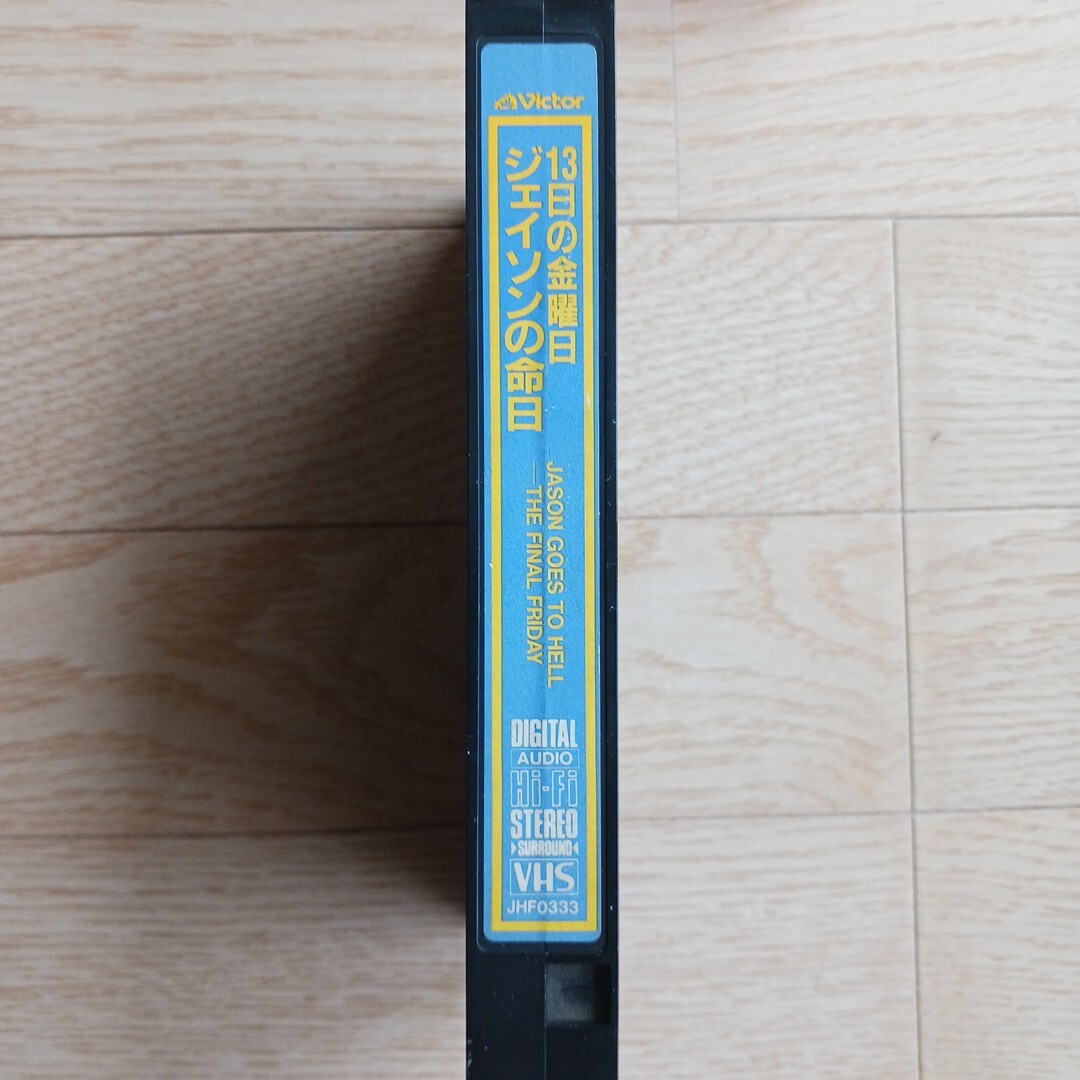 Victor
13日の金曜日
ジェイソンの命日
JASON GOES TO HELL
—THE FINAL FRIDAY
DIGITAL
AUDIO
Hi-Fi
STEREO
SURROUND
VHS
JHF0333